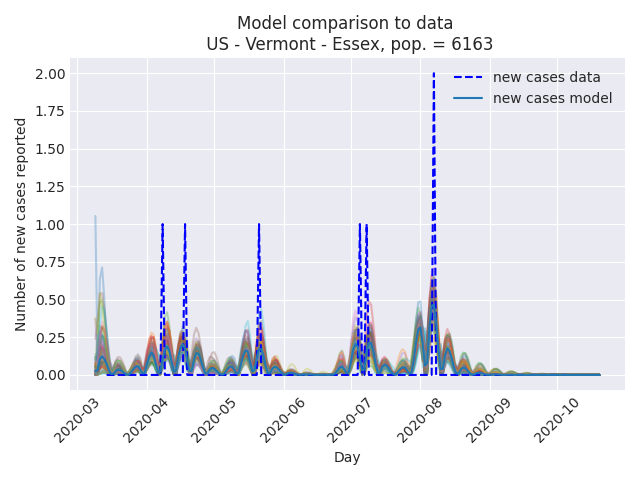 Model comparison to data
US - Vermont - Essex, pop. = 6163
new cases data
new cases model
Number of new cases reported
2.00
1.75
1.50
1.25
1.00
0.75
0.50
0.25
0.00
2020-03
2020-04
2020-05
2020-06
2020-07
2020-08
2020-09
2020-10
Day